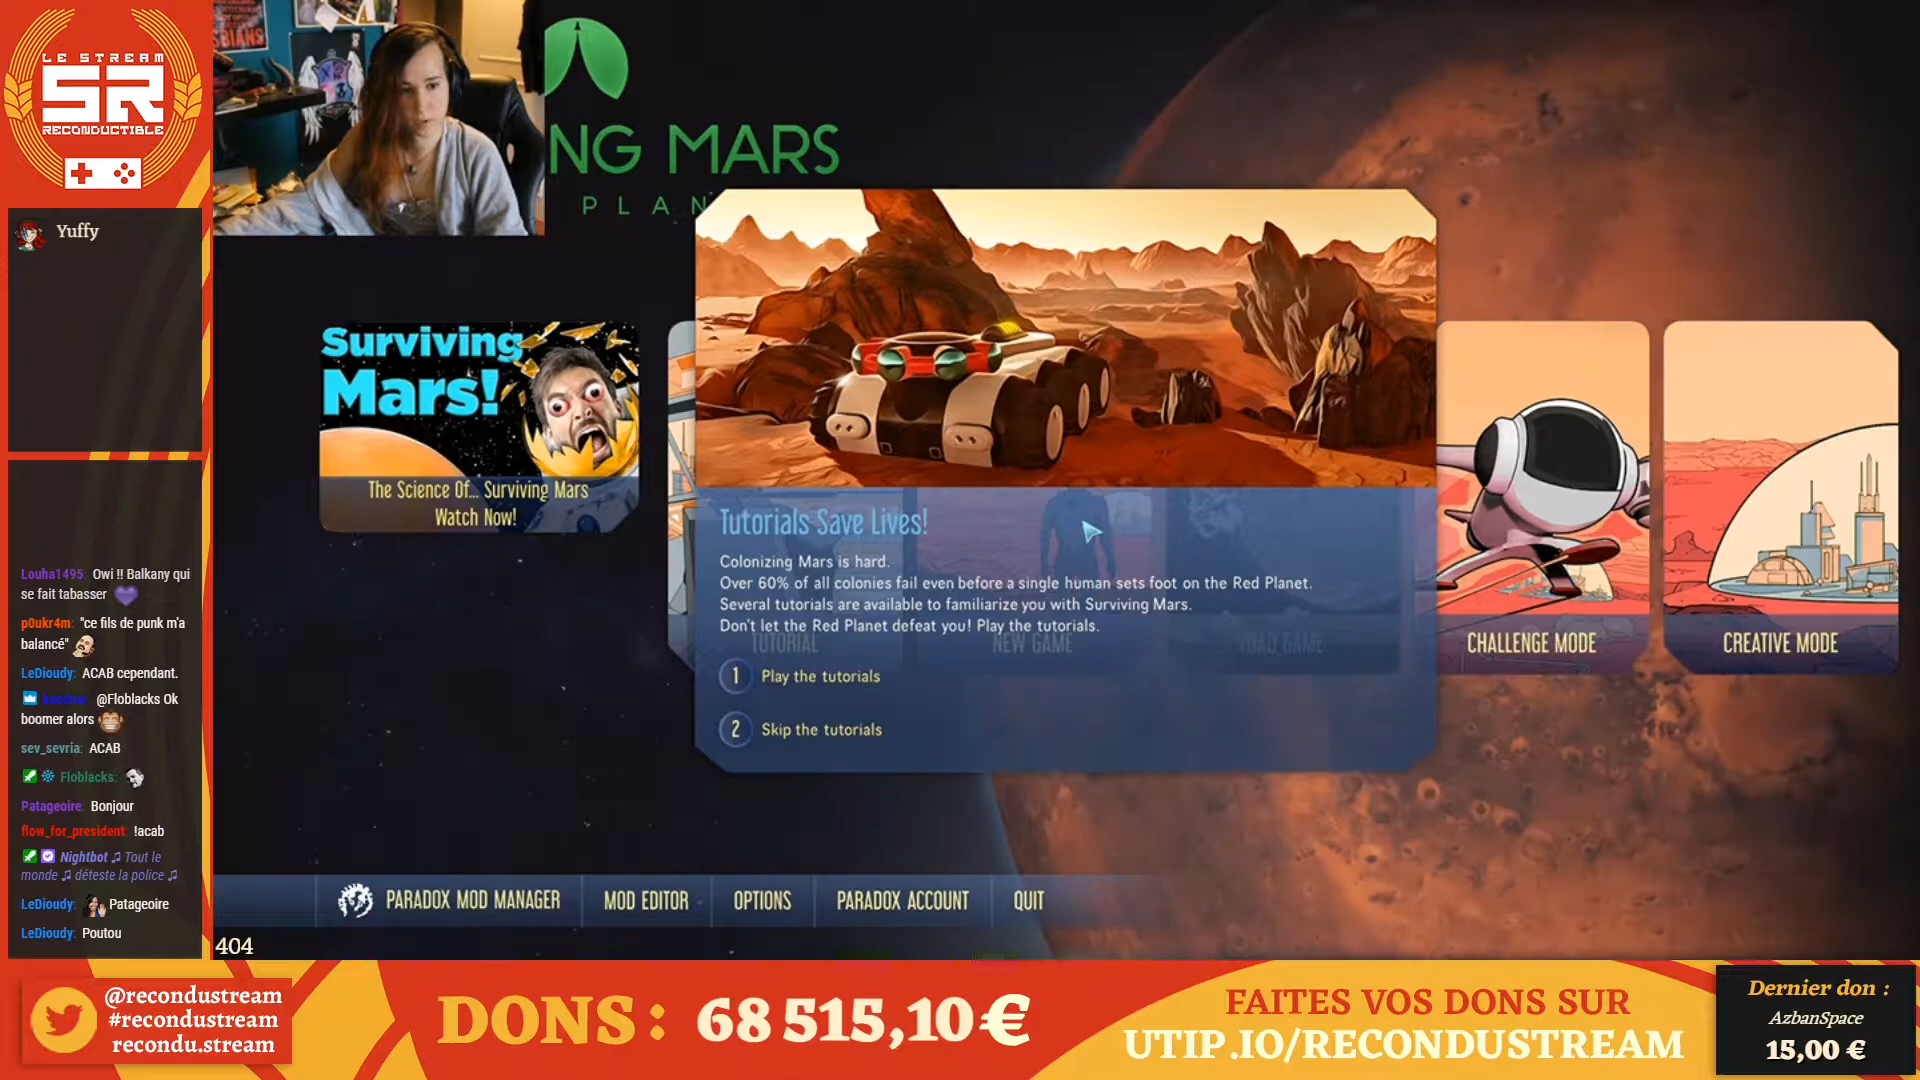 LE STREAM
SR
RECONDUCTIBLE
Yuffy
Louha1495: Owi !! Balkany qui
se fait tabasser
p0ukr4m: "ce fils de punk m'a
balancé"
LeDioudy: ACAB cependant.
@Floblacks Ok
boomer alors
sev_sevria: ACAB
Floblacks:
Patageoire: Bonjour
flow_for_president: !acab
Nightbot ♫ Tout le
monde ♫ déteste la police ♫
LeDioudy: Patageoire
LeDioudy: Poutou
NG MARS
PLAN
Surviving
Mars!
The Science Of... Surviving Mars
Watch Now!
Tutorials Save Lives!
Colonizing Mars is hard.
Over 60% of all colonies fail even before a single human sets foot on the Red Planet.
Several tutorials are available to familiarize you with Surviving Mars.
Don't let the Red Planet defeat you! Play the tutorials.
TUTORIAL
NEW GAME
LOAD GAME
CHALLENGE MODE
CREATIVE MODE
1 Play the tutorials
2 Skip the tutorials
PARADOX MOD MANAGER
MOD EDITOR
OPTIONS
PARADOX ACCOUNT
QUIT
404
@recondustream
#recondustream
recondu.stream
DONS : 68 515,10 €
FAITES VOS DONS SUR
UTIP.IO/RECONDUSTREAM
Dernier don :
AzbanSpace
15,00 €